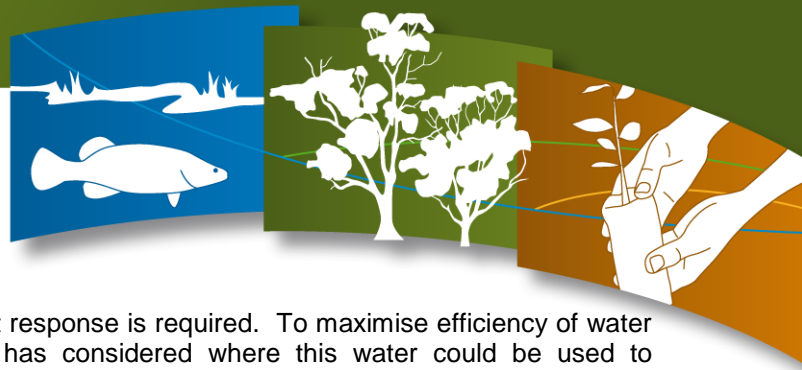 response is required. To maximise efficiency of water
has considered where this water could be used to